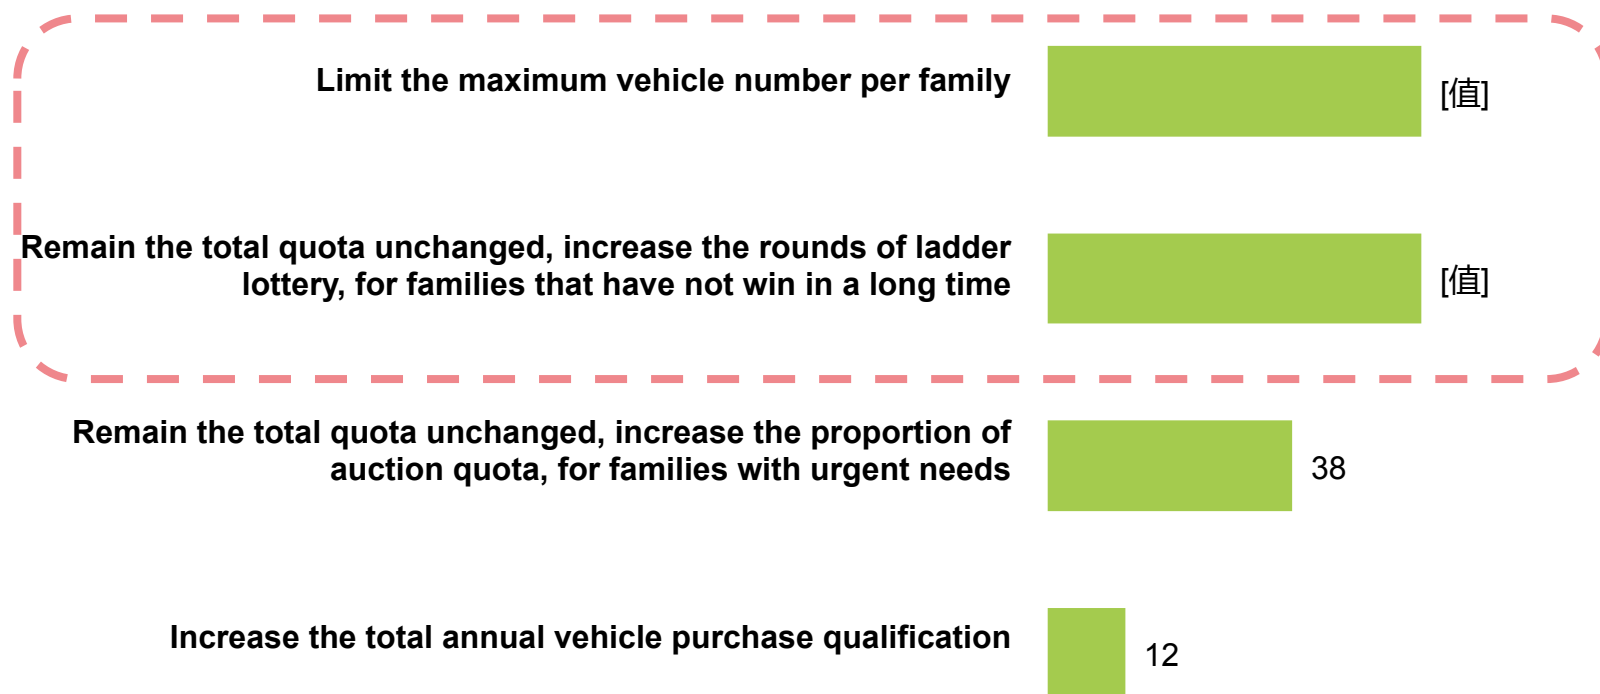 Limit the maximum vehicle number per family
[值]
Remain the total quota unchanged, increase the rounds of ladder
lottery, for families that have not win in a long time
[值]
Remain the total quota unchanged, increase the proportion of
auction quota, for families with urgent needs
38
Increase the total annual vehicle purchase qualification
12